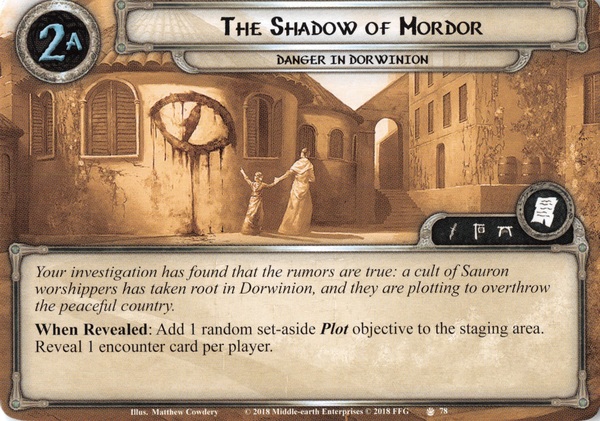 2A
The Shadow of Mordor
Danger in Dorwinion
Your investigation has found that the rumors are true: a cult of Sauron
worshippers has taken root in Dorwinion, and they are plotting to overthrow
the peaceful country.
When Revealed: Add 1 random set-aside Plot objective to the staging area.
Reveal 1 encounter card per player.
Illus. Matthew Cowdery © 2018 Middle-earth Enterprises © 2018 FFG 78